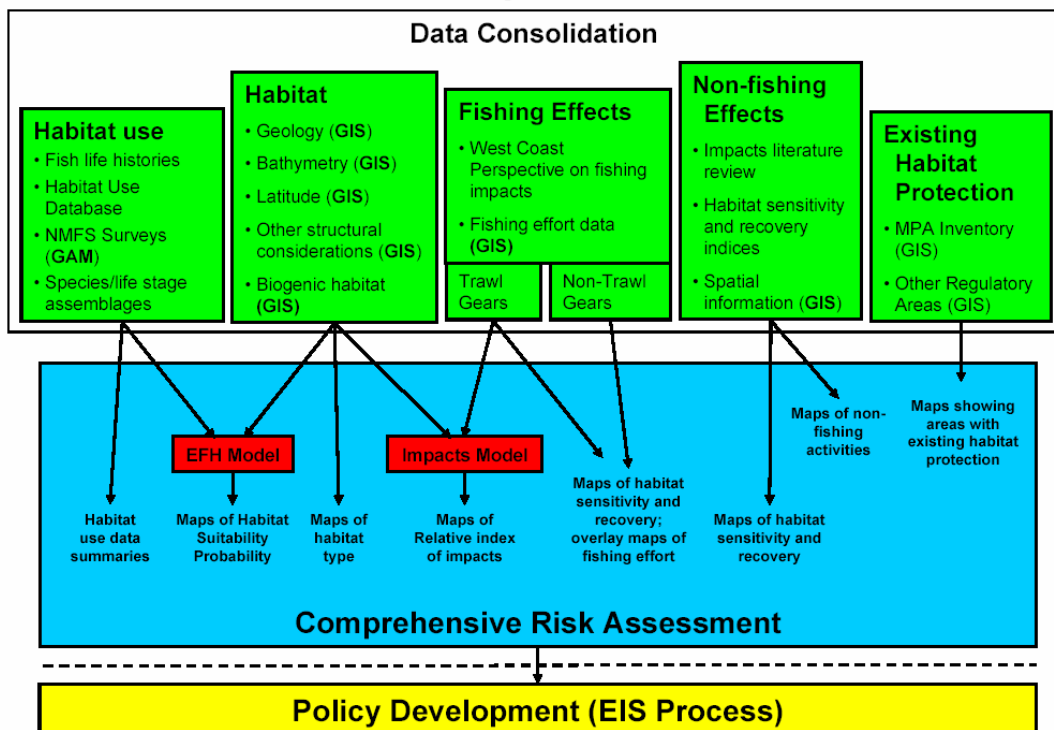 Data Consolidation
Habitat use
• Fish life histories
• Habitat Use
Database
• NMFS Surveys
(GAM)
• Species/life stage
assemblages
Habitat
• Geology (GIS)
• Bathymetry (GIS)
• Latitude (GIS)
• Other structural
considerations (GIS)
• Biogenic habitat
(GIS)
Fishing Effects
• West Coast
Perspective on fishing
impacts
• Fishing effort data
(GIS)
Trawl
Gears
Non-Trawl
Gears
Non-fishing
Effects
• Impacts literature
review
• Habitat sensitivity
and recovery
indices
• Spatial
information (GIS)
Existing
Habitat
Protection
• MPA Inventory
(GIS)
• Other Regulatory
Areas (GIS)
EFH Model
Impacts Model
Habitat
use data
summaries
Maps of Habitat
Suitability
Probability
Maps of
habitat
type
Maps of
Relative index
of impacts
Maps of habitat
sensitivity and
recovery;
overlay maps of
fishing effort
Maps of habitat
sensitivity and
recovery
Maps of non-
fishing
activities
Maps showing
areas with
existing habitat
protection
Comprehensive Risk Assessment
Policy Development (EIS Process)